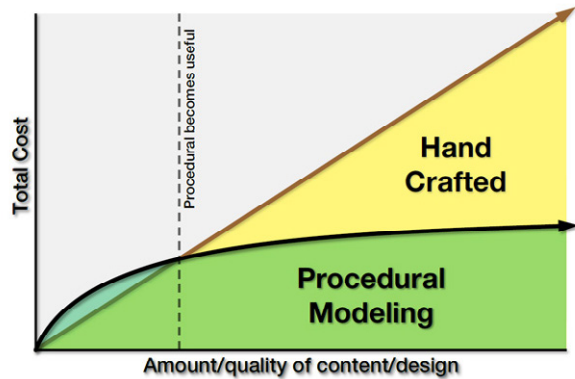 Total Cost
Procedural becomes useful
Hand
Crafted
Procedural
Modeling
Amount/quality of content/design